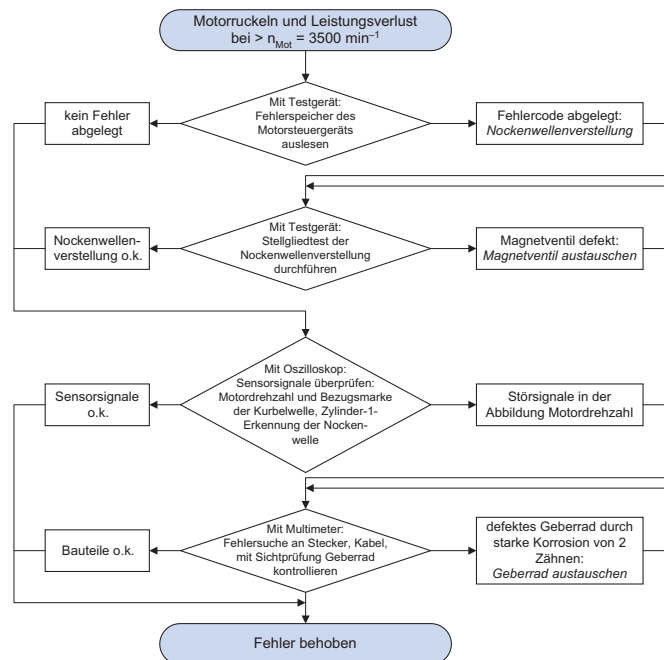 Motorruckeln und Leistungsverlust
bei > nMot = 3500 min–1
Mit Testgerät:
Fehlerspeicher des
Motorsteuergeräts
auslesen
kein Fehler
abgelegt
Fehlercode abgelegt:
Nockenwellenverstellung
Mit Testgerät:
Stellgliedtest der
Nockenwellenverstellung
durchführen
Nockenwellen-
verstellung o.k.
Magnetventil defekt:
Magnetventil austauschen
Mit Oszilloskop:
Sensorsignale überprüfen:
Motordrehzahl und Bezugsmarke
der Kurbelwelle, Zylinder-1-
Erkennung der Nocken-
welle
Sensorsignale
o.k.
Störsignale in der
Abbildung Motordrehzahl
Mit Multimeter:
Fehlersuche an Stecker, Kabel,
mit Sichtprüfung Geberrad
kontrollieren
Bauteile o.k.
defektes Geberrad durch
starke Korrosion von 2
Zähnen:
Geberrad austauschen
Fehler behoben